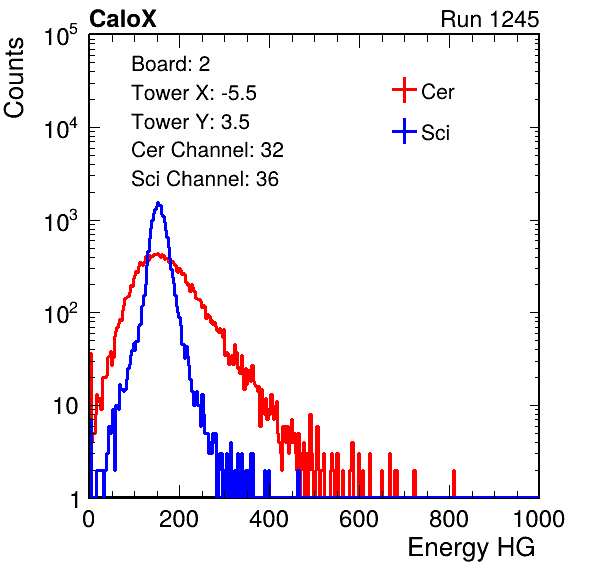 CaloX Run 1245
Counts
10^5
10^4
10^3
10^2
10
1
Board: 2
Tower X: -5.5
Tower Y: 3.5
Cer Channel: 32
Sci Channel: 36
Cer
Sci
0 200 400 600 800 1000
Energy HG